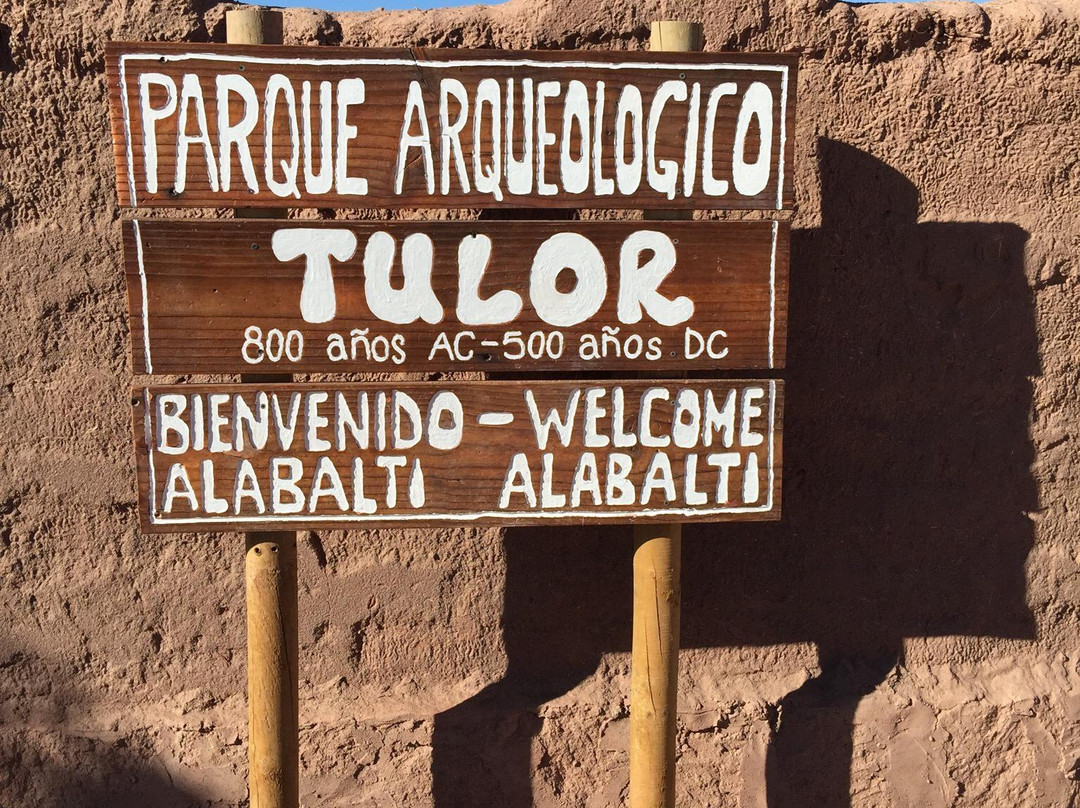 PARQUE ARQUEOLOGICO
TULOR
800 años AC-500 años DC
BIENVENIDO-WELCOME
ALABALTI ALABALTI